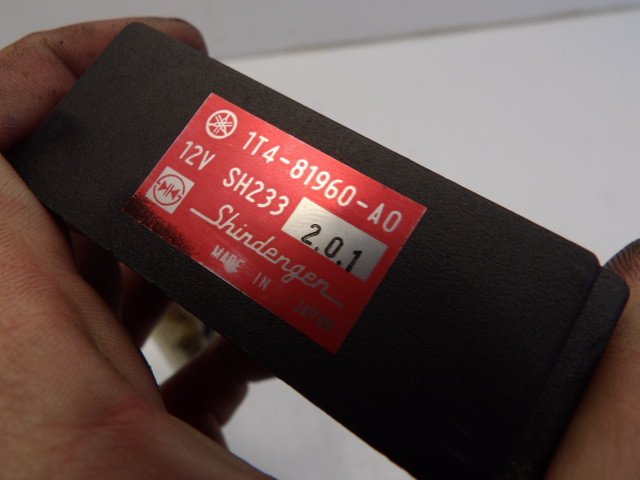 1T4-81960-A0
12V SH233 2.0.1
Shindengen
MADE IN JAPAN